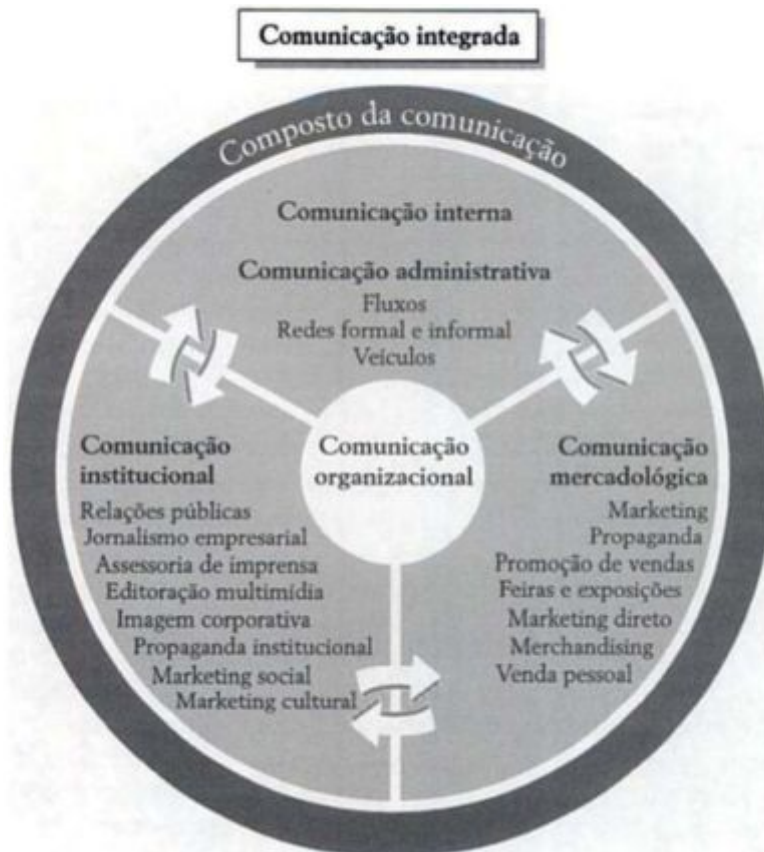 Comunicação integrada
Composto da comunicação
Comunicação interna
Comunicação administrativa
Fluxos
Redes formal e informal
Veículos
Comunicação
institucional
Relações públicas
Jornalismo empresarial
Assessoria de imprensa
Editoração multimídia
Imagem corporativa
Propaganda institucional
Marketing social
Marketing cultural
Comunicação
organizacional
Comunicação
mercadológica
Marketing
Propaganda
Promoção de vendas
Feiras e exposições
Marketing direto
Merchandising
Venda pessoal